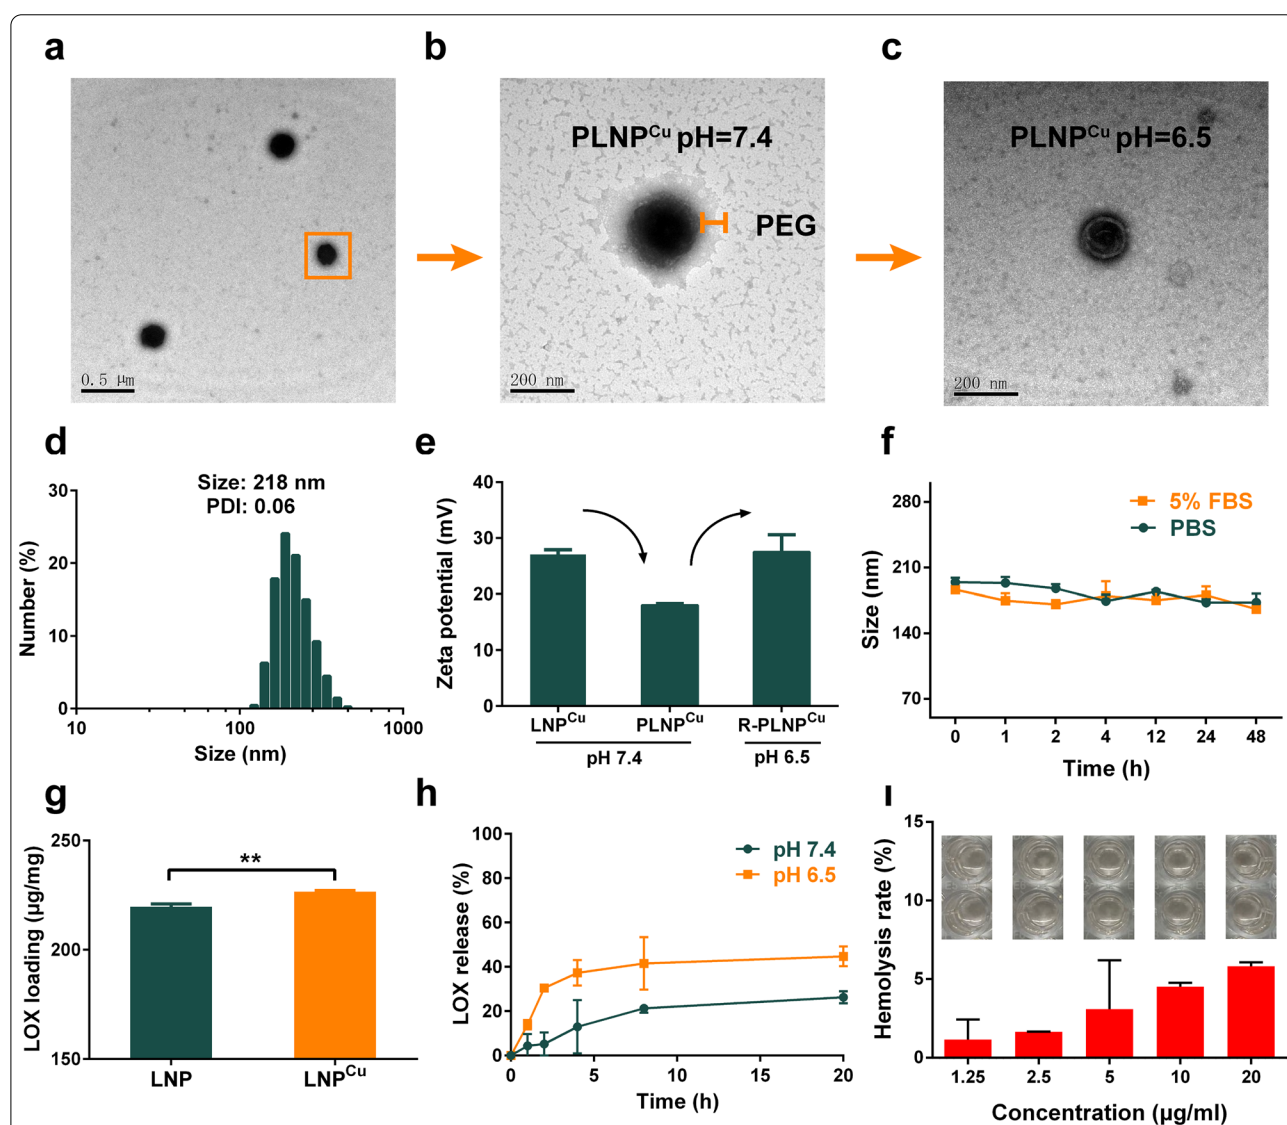 a
b
c
PLNP^Cu pH=7.4
PEG
PLNP^Cu pH=6.5
0.5 μm
200 nm
200 nm
d
Size: 218 nm
PDI: 0.06
Number (%)
30
20
10
0
10
100
1000
Size (nm)
e
Zeta potential (mV)
40
30
20
10
0
LNP^Cu
PLNP^Cu
R-PLNP^Cu
pH 7.4
pH 6.5
f
5% FBS
PBS
Size (nm)
280
210
140
70
0 1 2 4 12 24 48
Time (h)
g
LOX loading (μg/mg)
250
200
150
**
LNP
LNP^Cu
h
pH 7.4
pH 6.5
LOX release (%)
100
80
60
40
20
0
0 5 10 15 20
Time (h)
i
Hemolysis rate (%)
15
10
5
0
1.25 2.5 5 10 20
Concentration (μg/ml)